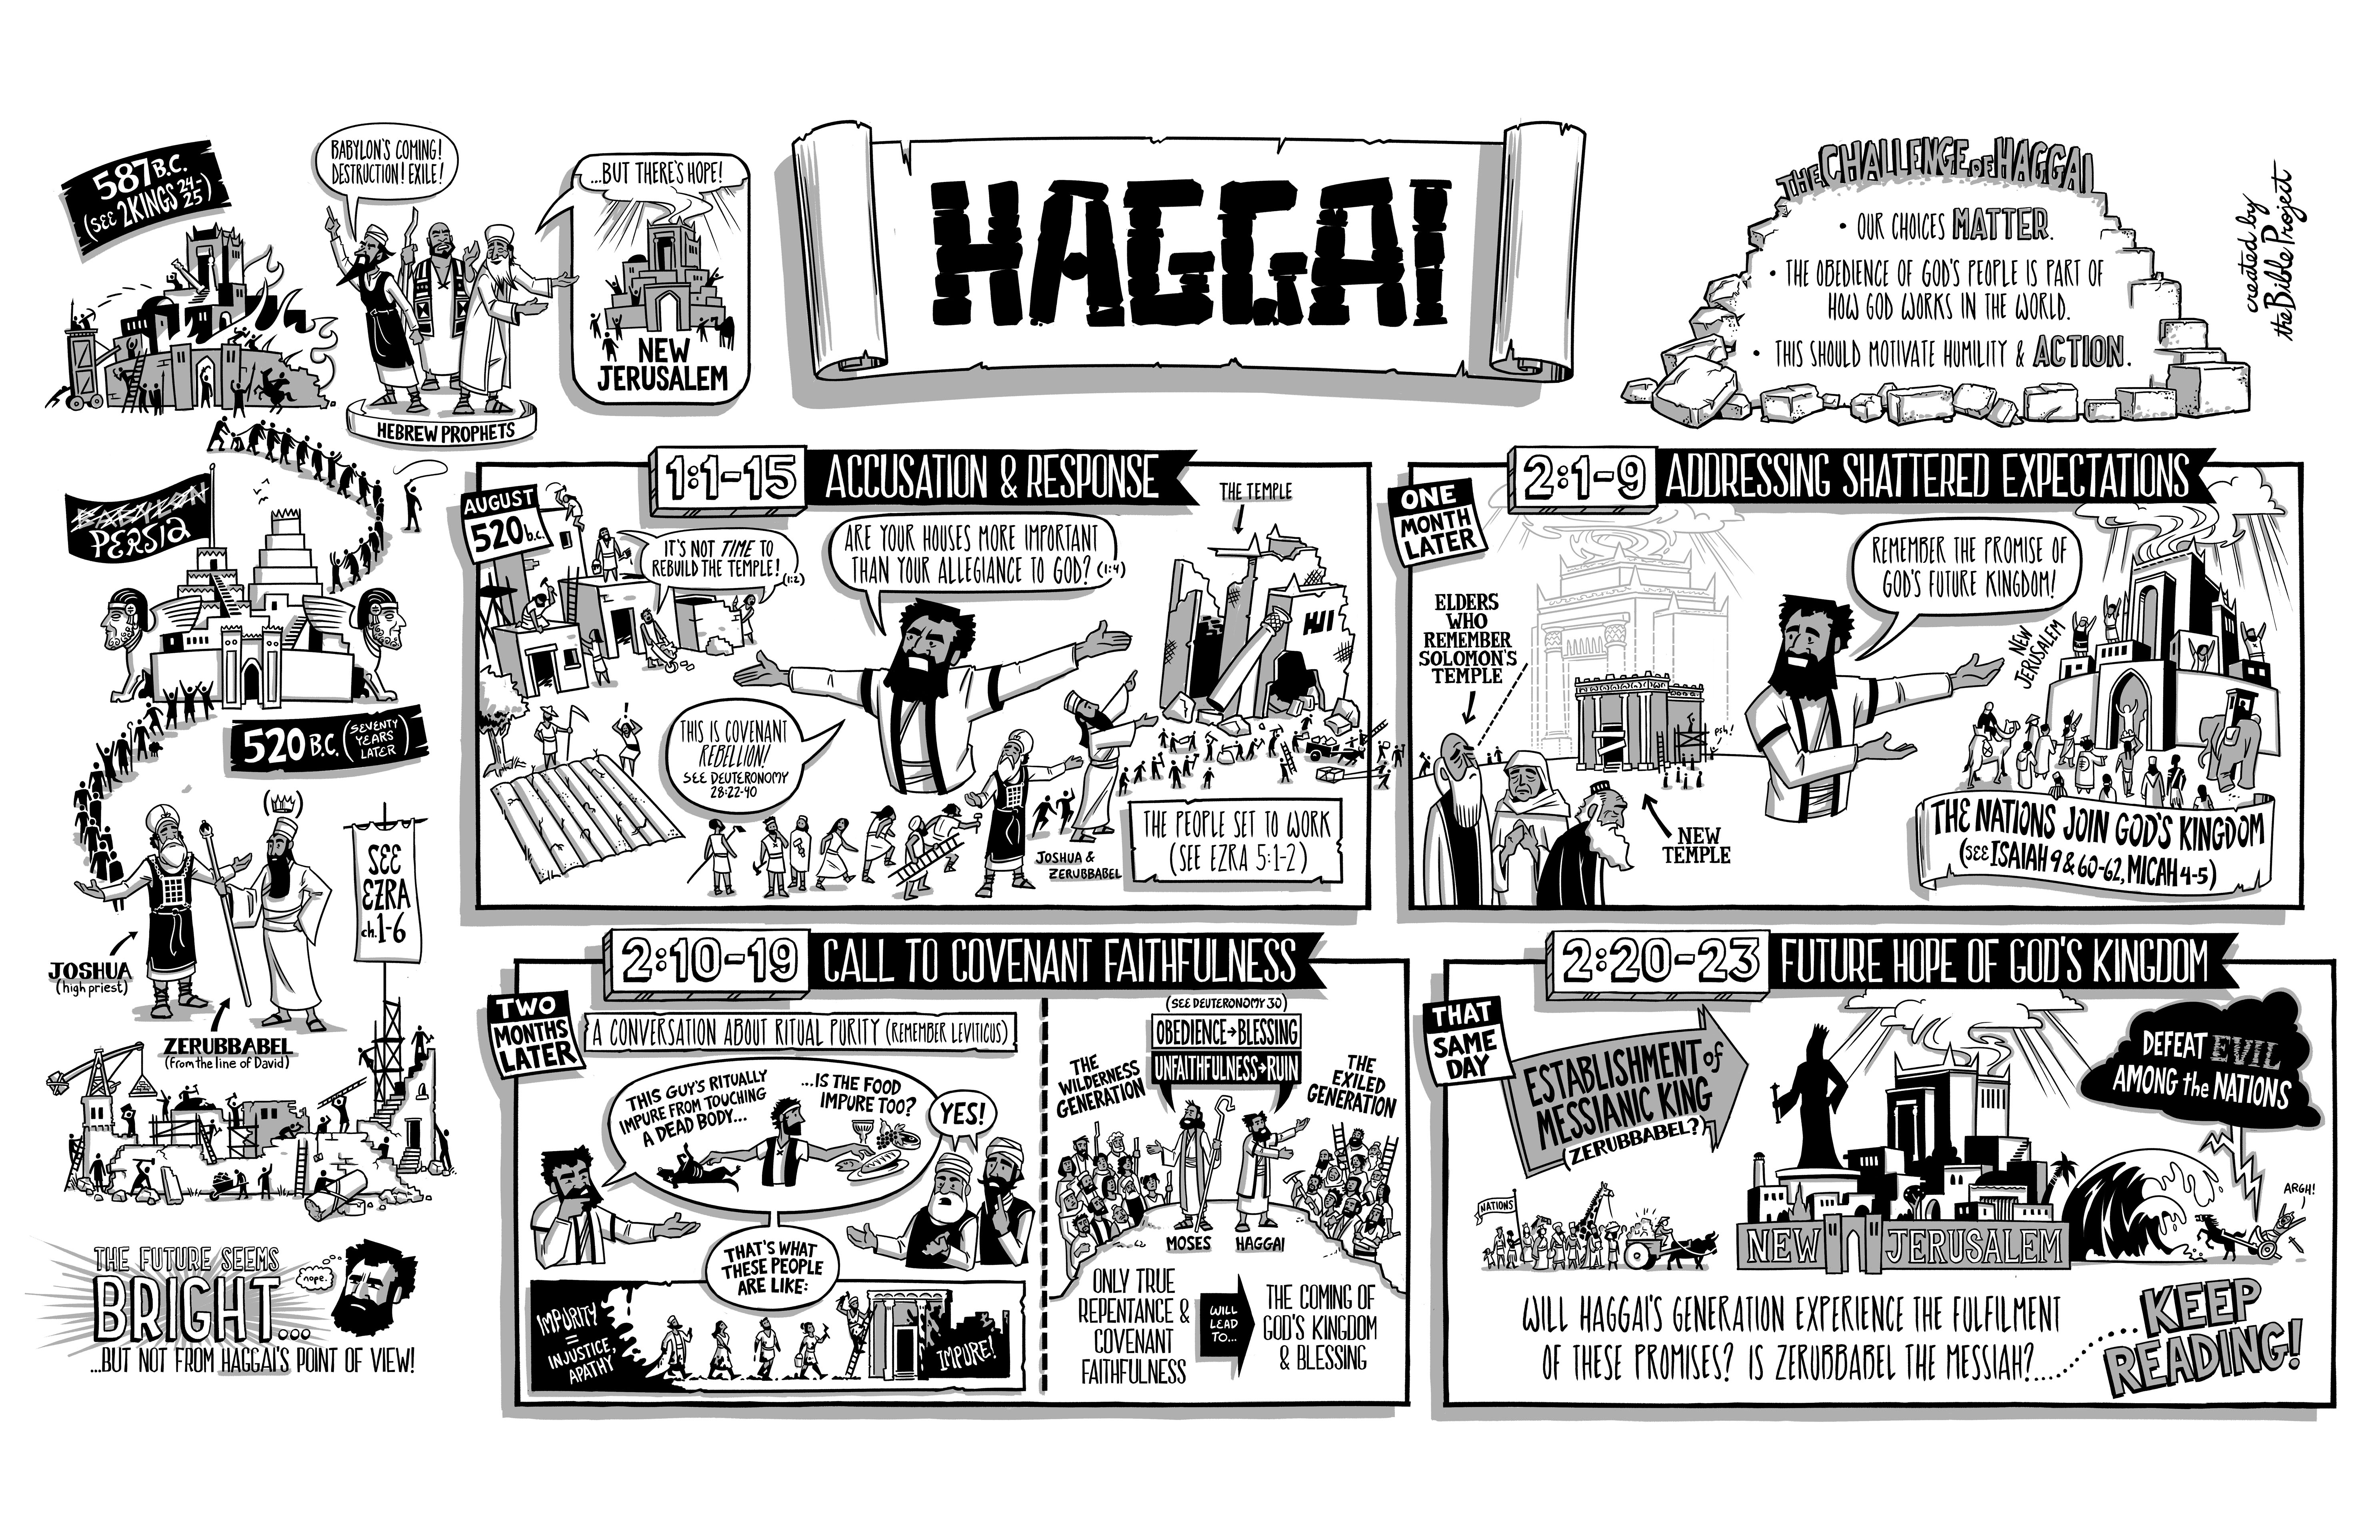 HAGGAI
587 B.C.
(SEE 2KINGS 24-25)
BABYLON'S COMING!
DESTRUCTION! EXILE!
...BUT THERE'S HOPE!
NEW
JERUSALEM
HEBREW PROPHETS
BABYLON
PERSIA
520 B.C. (SEVENTY
YEARS
LATER)
SEE
EZRA
ch. 1-6
JOSHUA
(high priest)
ZERUBBABEL
(from the line of David)
THE FUTURE SEEMS
BRIGHT...
nope.
...BUT NOT FROM HAGGAI'S POINT OF VIEW!
THE CHALLENGE OF HAGGAI
• OUR CHOICES MATTER.
• THE OBEDIENCE OF GOD'S PEOPLE IS PART OF
HOW GOD WORKS IN THE WORLD.
• THIS SHOULD MOTIVATE HUMILITY & ACTION.
created by
the Bible Project
1:1-15 ACCUSATION & RESPONSE
AUGUST
520 b.c.
IT'S NOT TIME TO
REBUILD THE TEMPLE!
(1:2)
ARE YOUR HOUSES MORE IMPORTANT
THAN YOUR ALLEGIANCE TO GOD? (1:4)
THE TEMPLE
!
THIS IS COVENANT
REBELLION!
SEE DEUTERONOMY
28:22-40
JOSHUA &
ZERUBBABEL
THE PEOPLE SET TO WORK
(SEE EZRA 5:1-2)
2:1-9 ADDRESSING SHATTERED EXPECTATIONS
ONE
MONTH
LATER
ELDERS
WHO
REMEMBER
SOLOMON'S
TEMPLE
psh!
NEW
TEMPLE
REMEMBER THE PROMISE OF
GOD'S FUTURE KINGDOM!
NEW
JERUSALEM
THE NATIONS JOIN GOD'S KINGDOM
(SEE ISAIAH 9 & 60-62, MICAH 4-5)
2:10-19 CALL TO COVENANT FAITHFULNESS
TWO
MONTHS
LATER
A CONVERSATION ABOUT RITUAL PURITY (REMEMBER LEVITICUS)
THIS GUY'S RITUALLY
IMPURE FROM TOUCHING
A DEAD BODY...
...IS THE FOOD
IMPURE TOO?
YES!
THAT'S WHAT
THESE PEOPLE
ARE LIKE:
IMPURITY
=
INJUSTICE,
APATHY
IMPURE!
(SEE DEUTERONOMY 30)
OBEDIENCE→BLESSING
UNFAITHFULNESS→RUIN
THE
WILDERNESS
GENERATION
THE
EXILED
GENERATION
MOSES
HAGGAI
ONLY TRUE
REPENTANCE &
COVENANT
FAITHFULNESS
WILL
LEAD
TO...
THE COMING OF
GOD'S KINGDOM
& BLESSING
2:20-23 FUTURE HOPE OF GOD'S KINGDOM
THAT
SAME
DAY
ESTABLISHMENT of
MESSIANIC KING
(ZERUBBABEL?)
DEFEAT EVIL
AMONG the NATIONS
NATIONS
NEW JERUSALEM
ARGH!
WILL HAGGAI'S GENERATION EXPERIENCE THE FULFILMENT
OF THESE PROMISES? IS ZERUBBABEL THE MESSIAH?....
KEEP
READING!